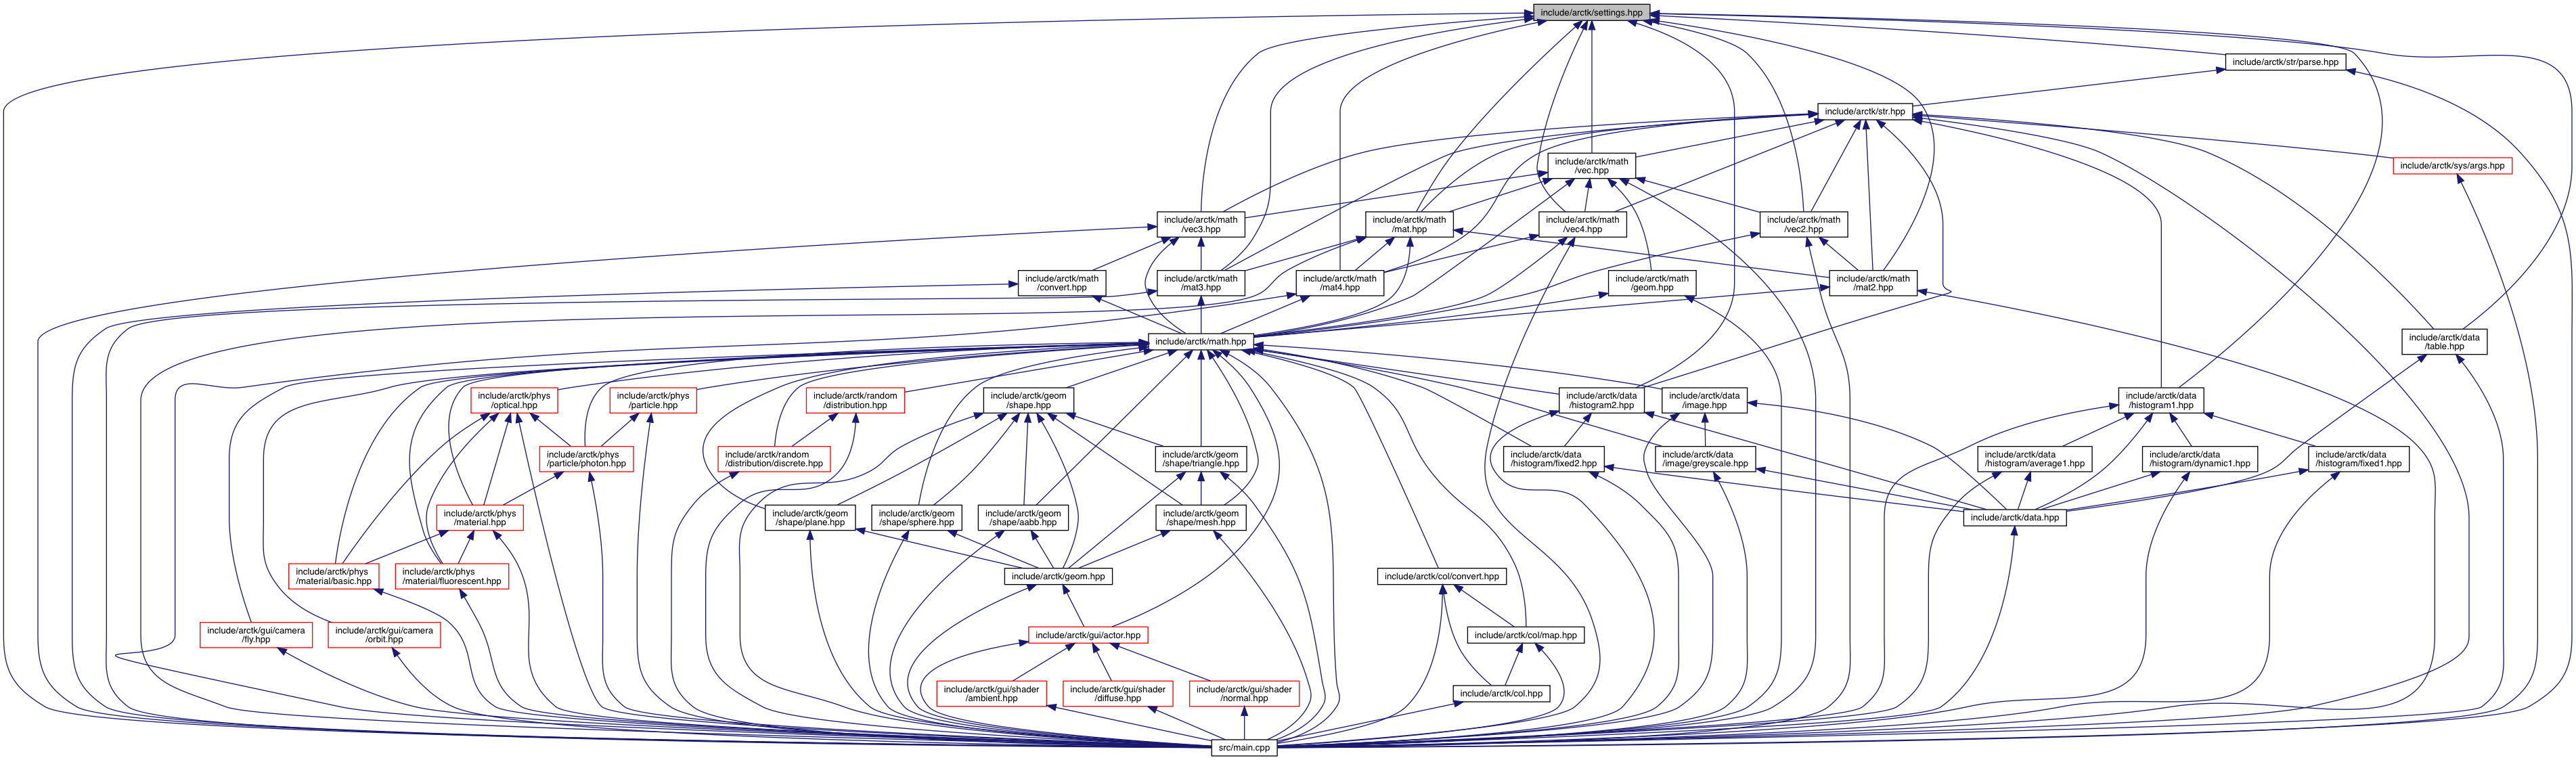 include/arctk/settings.hpp
include/arctk/str/parse.hpp
include/arctk/str.hpp
include/arctk/math
/vec.hpp
include/arctk/sys/args.hpp
include/arctk/math
/vec3.hpp
include/arctk/math
/mat.hpp
include/arctk/math
/vec4.hpp
include/arctk/math
/vec2.hpp
include/arctk/math
/convert.hpp
include/arctk/math
/mat3.hpp
include/arctk/math
/mat4.hpp
include/arctk/math
/geom.hpp
include/arctk/math
/mat2.hpp
include/arctk/math.hpp
include/arctk/data
/table.hpp
include/arctk/phys
/optical.hpp
include/arctk/phys
/particle.hpp
include/arctk/random
/distribution.hpp
include/arctk/geom
/shape.hpp
include/arctk/data
/histogram2.hpp
include/arctk/data
/image.hpp
include/arctk/data
/histogram1.hpp
include/arctk/phys
/particle/photon.hpp
include/arctk/random
/distribution/discrete.hpp
include/arctk/geom
/shape/triangle.hpp
include/arctk/data
/histogram/fixed2.hpp
include/arctk/data
/image/greyscale.hpp
include/arctk/data
/histogram/average1.hpp
include/arctk/data
/histogram/dynamic1.hpp
include/arctk/data
/histogram/fixed1.hpp
include/arctk/phys
/material.hpp
include/arctk/geom
/shape/plane.hpp
include/arctk/geom
/shape/sphere.hpp
include/arctk/geom
/shape/aabb.hpp
include/arctk/geom
/shape/mesh.hpp
include/arctk/data.hpp
include/arctk/phys
/material/basic.hpp
include/arctk/phys
/material/fluorescent.hpp
include/arctk/geom.hpp
include/arctk/col/convert.hpp
include/arctk/gui/camera
/fly.hpp
include/arctk/gui/camera
/orbit.hpp
include/arctk/gui/actor.hpp
include/arctk/col/map.hpp
include/arctk/gui/shader
/ambient.hpp
include/arctk/gui/shader
/diffuse.hpp
include/arctk/gui/shader
/normal.hpp
include/arctk/col.hpp
src/main.cpp